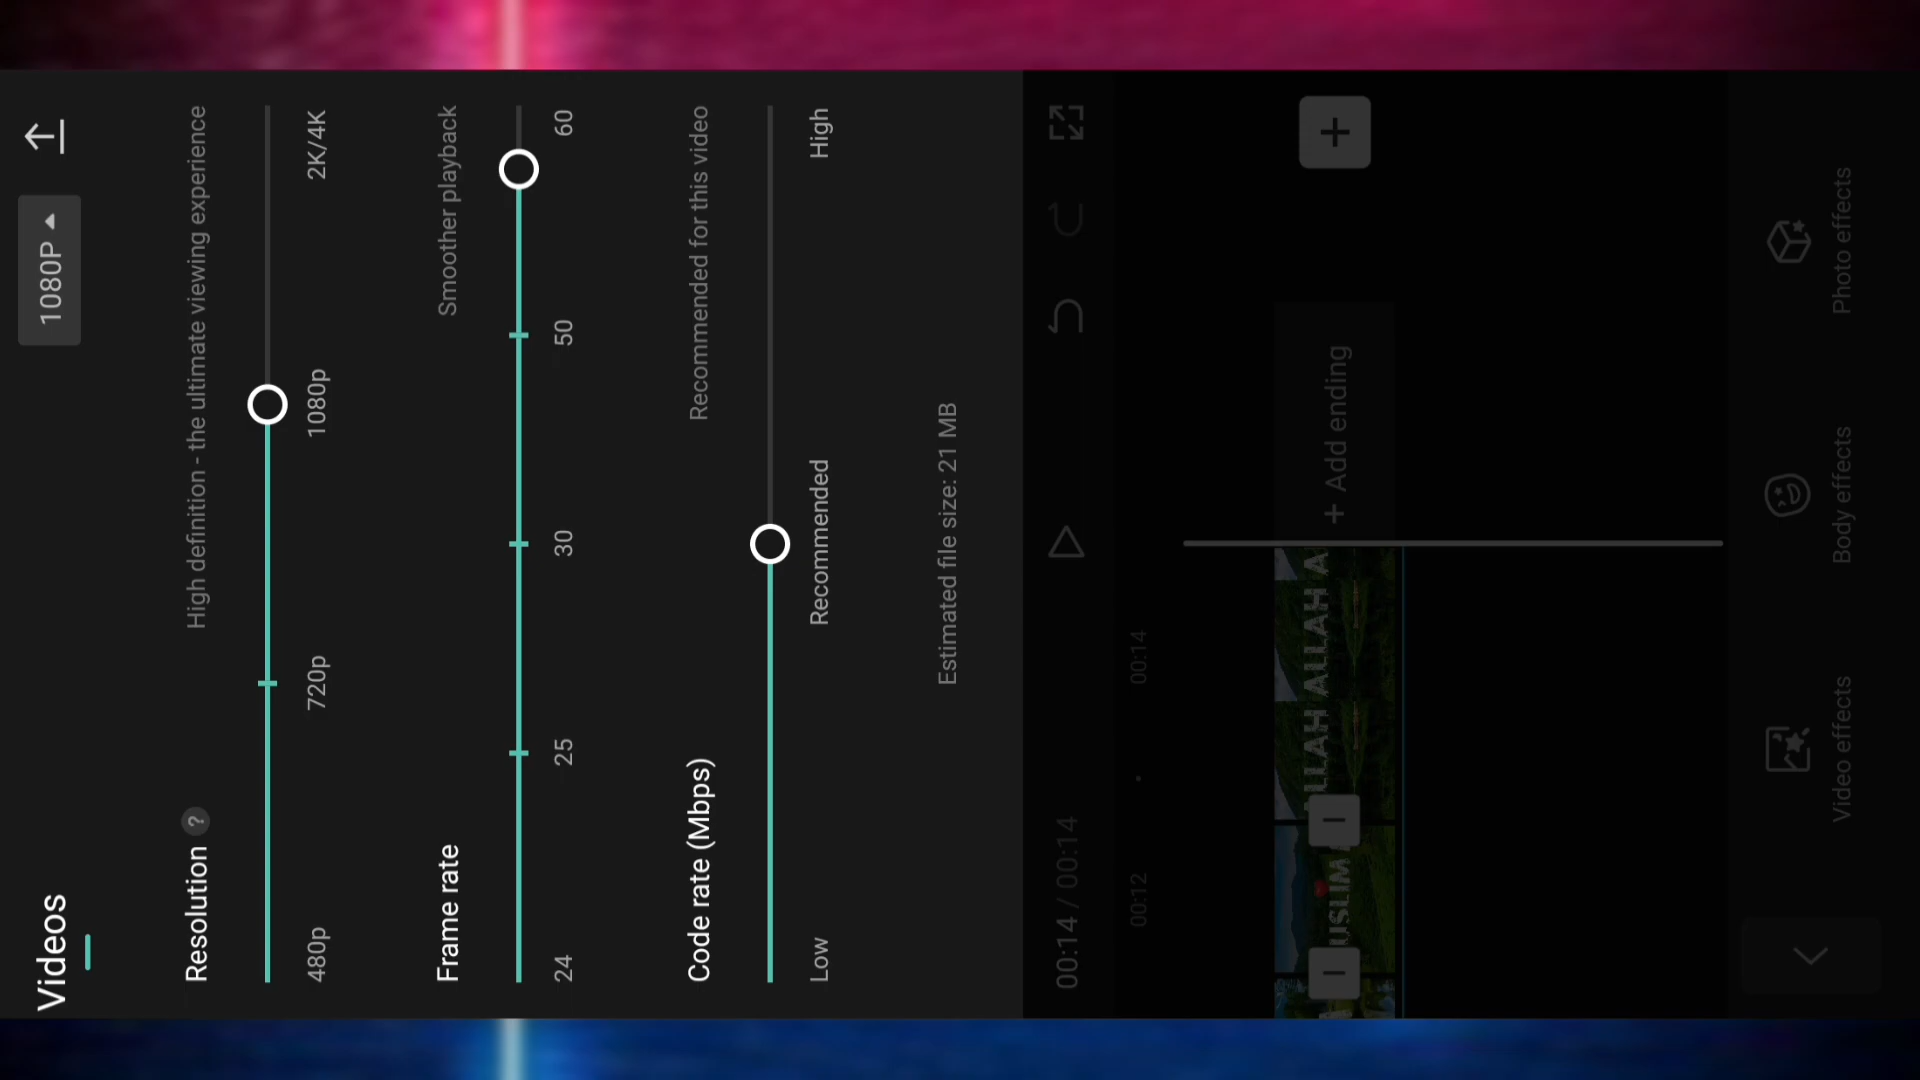 Videos
1080P
Resolution ?
High definition - the ultimate viewing experience
480p 720p 1080p 2K/4K
Frame rate
Smoother playback
24 25 30 50 60
Code rate (Mbps)
Recommended for this video
Low Recommended High
Estimated file size: 21 MB
00:14 / 00:14
00:12 00:14
USLIM
ALLAH ALLAH A
+ Add ending
Video effects
Body effects
Photo effects